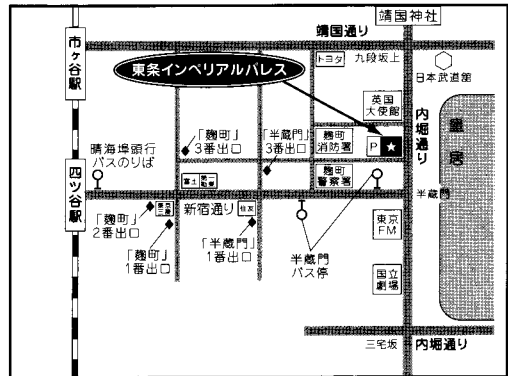 靖国神社
靖国通り
市ヶ谷駅
東条インペリアルパレス
トヨタ
九段坂上
日本武道館
英国
大使館
内堀通り
皇居
「麹町」
3番出口
「半蔵門」
3番出口
麹町
消防署
P
晴海埠頭行
バスのりば
四ツ谷駅
富士
麹町
警察署
半蔵門
新宿通り
住友
「麹町」
2番出口
「麹町」
1番出口
「半蔵門」
1番出口
半蔵門
バス停
東京
FM
国立
劇場
三宅坂
内堀通り